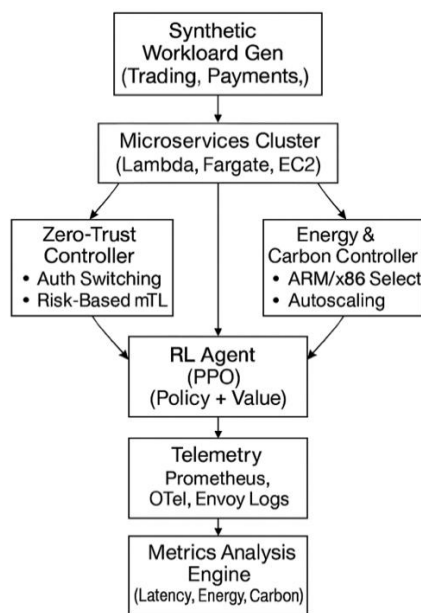 Synthetic
Workloard Gen
(Trading, Payments,)
Microservices Cluster
(Lambda, Fargate, EC2)
Zero-Trust
Controller
• Auth Switching
• Risk-Based mTL
Energy &
Carbon Controller
• ARM/x86 Select
• Autoscaling
RL Agent
(PPO)
(Policy + Value)
Telemetry
Prometheus,
OTel, Envoy Logs
Metrics Analysis
Engine
(Latency, Energy, Carbon)